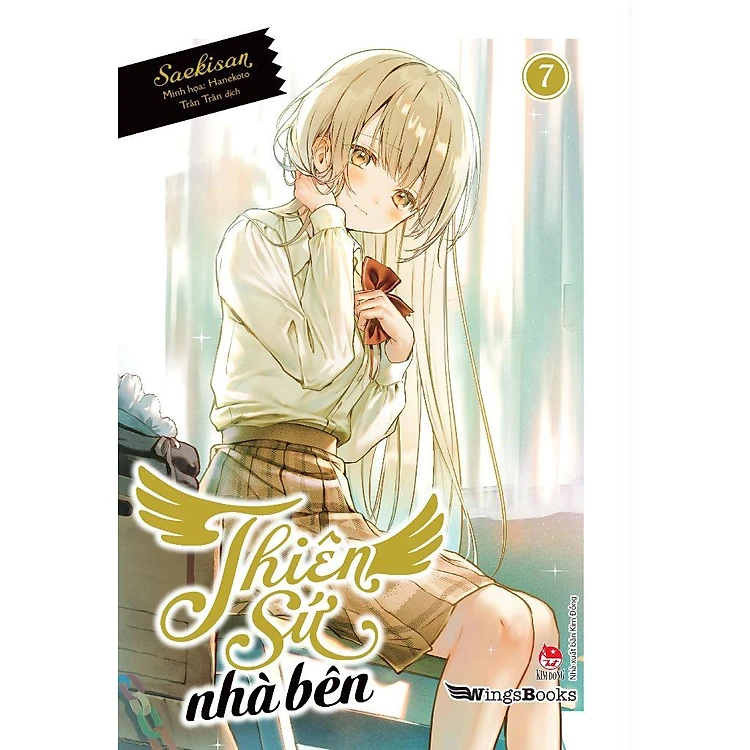 Saekisan
Minh họa: Hanekoto
Trân Trân dịch
7
Thiên
Sứ
nhà bên
Nhà xuất bản Kim Đồng
KIM ĐỒNG
WingsBooks